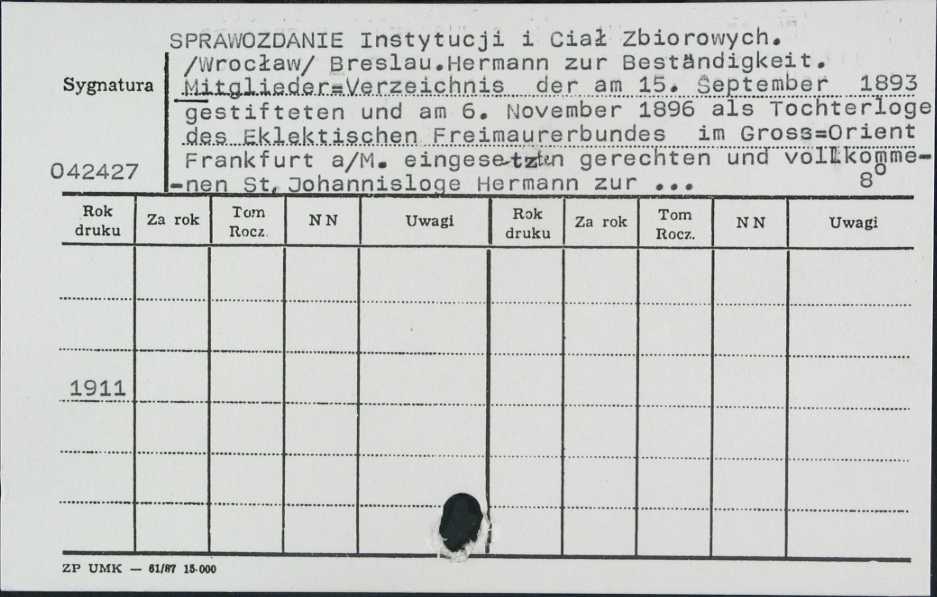 SPRAWOZDANIE Instytucji i Ciał Zbiorowych.
/Wrocław/ Breslau.Hermann zur Beständigkeit.
Sygnatura Mitglieder=Verzeichnis der am 15. September 1893
gestifteten und am 6. November 1896 als Tochterloge
des Eklektischen Freimaurerbundes im Gross=Orient
Frankfurt a/M. eingesetzten gerechten und vollkomme-
042427 -nen St. Johannisloge Hermann zur ... 8⁰
Rok druku Za rok Tom Rocz. N N Uwagi Rok druku Za rok Tom Rocz. N N Uwagi
1911
ZP UMK — 61/87 15-000